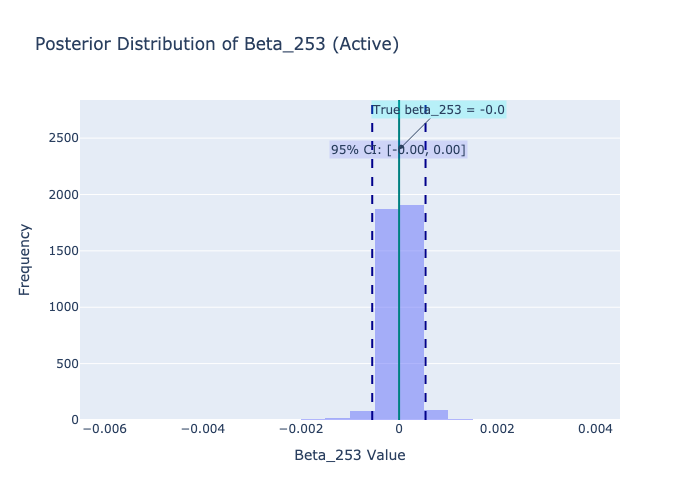 Posterior Distribution of Beta_253 (Active)
True beta_253 = -0.0
95% CI: [-0.00, 0.00]
2500
2000
1500
1000
500
0
Frequency
−0.006
−0.004
−0.002
0
0.002
0.004
Beta_253 Value